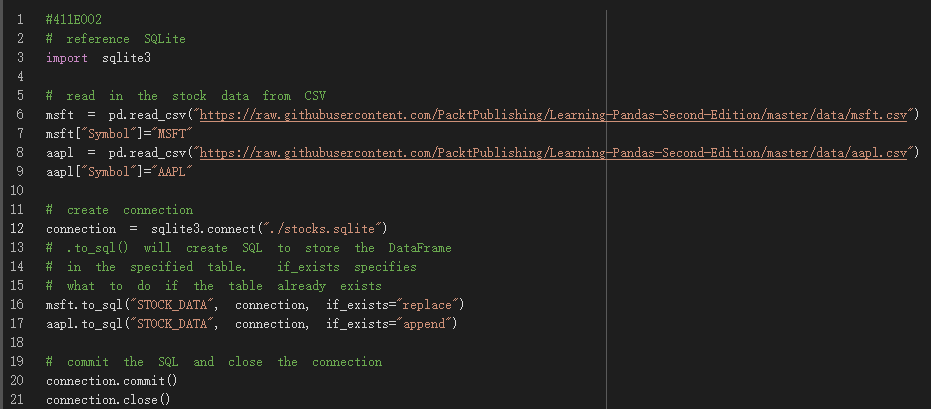 1 #411E002
2 # reference SQLite
3 import sqlite3
4
5 # read in the stock data from CSV
6 msft = pd.read_csv("https://raw.githubusercontent.com/PacktPublishing/Learning-Pandas-Second-Edition/master/data/msft.csv")
7 msft["Symbol"]="MSFT"
8 aapl = pd.read_csv("https://raw.githubusercontent.com/PacktPublishing/Learning-Pandas-Second-Edition/master/data/aapl.csv")
9 aapl["Symbol"]="AAPL"
10
11 # create connection
12 connection = sqlite3.connect("./stocks.sqlite")
13 # .to_sql() will create SQL to store the DataFrame
14 # in the specified table. if_exists specifies
15 # what to do if the table already exists
16 msft.to_sql("STOCK_DATA", connection, if_exists="replace")
17 aapl.to_sql("STOCK_DATA", connection, if_exists="append")
18
19 # commit the SQL and close the connection
20 connection.commit()
21 connection.close()